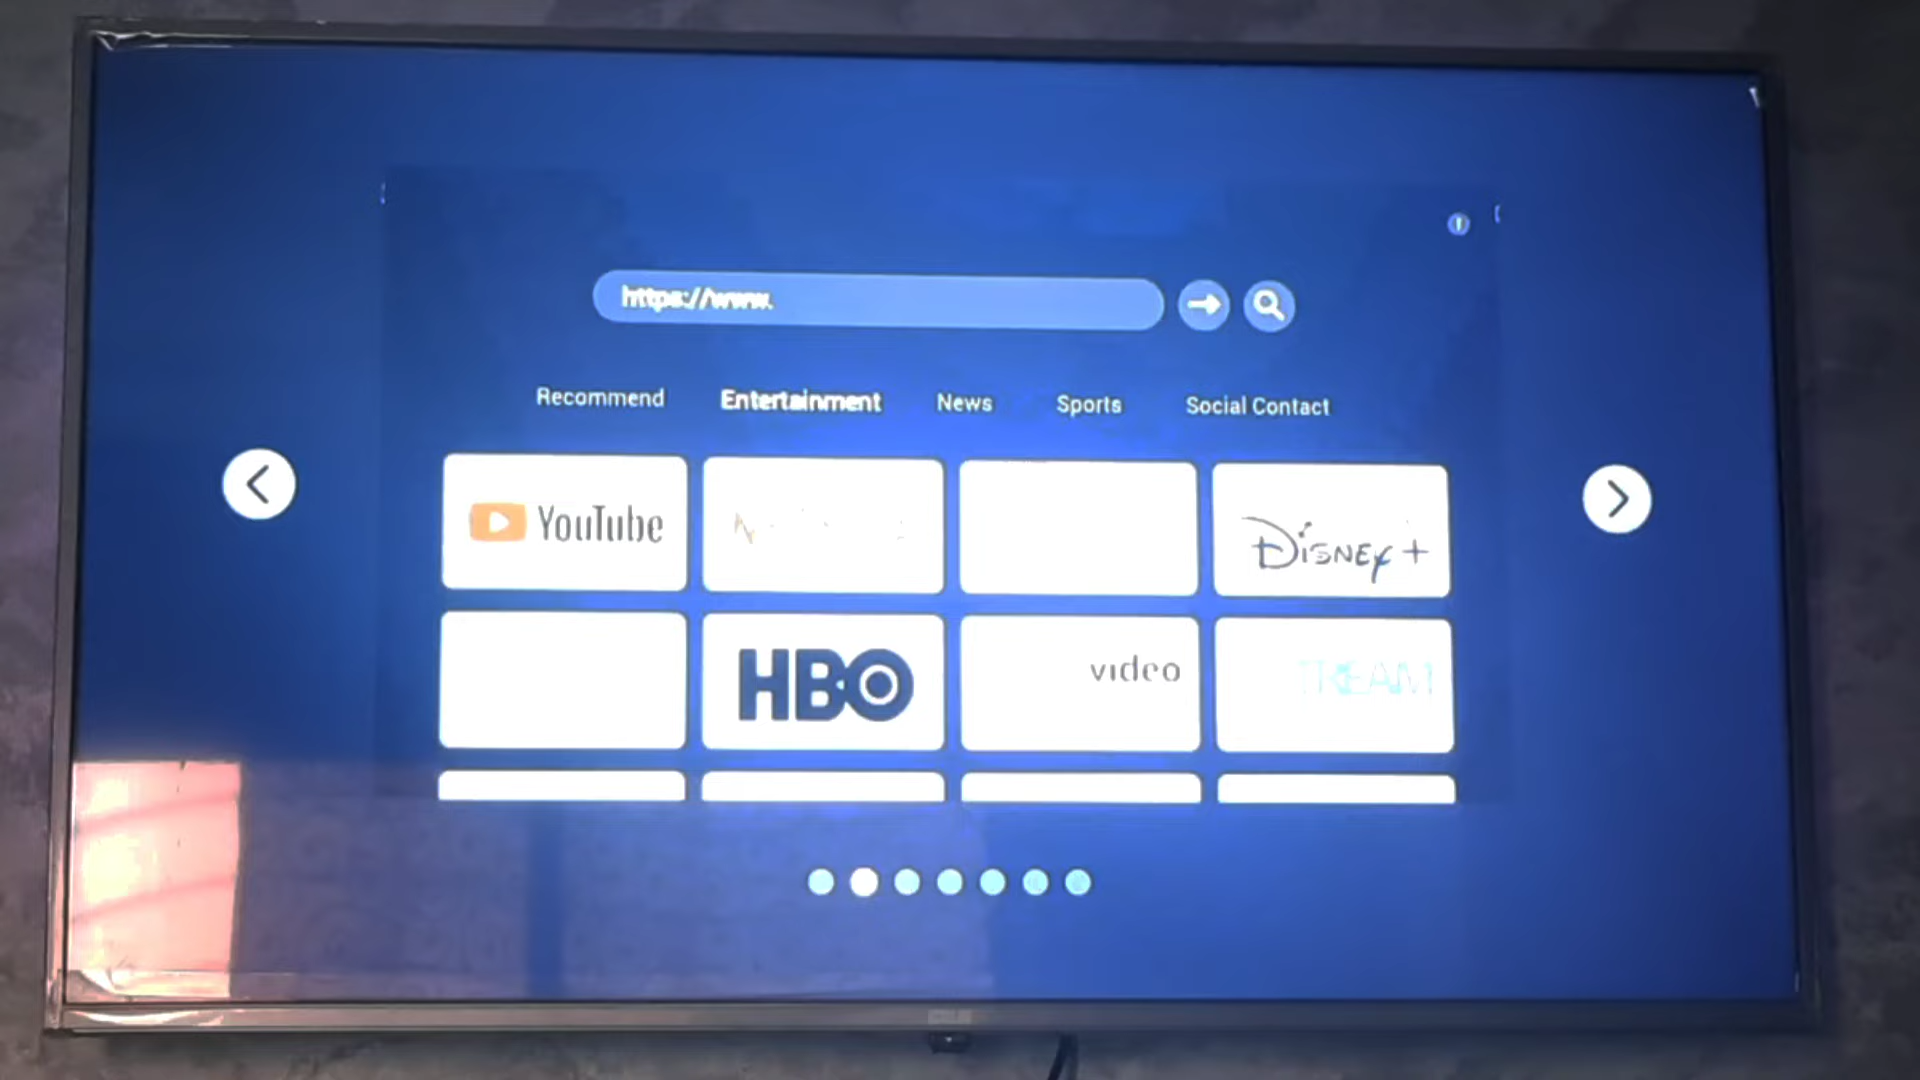 https://www.
Recommend Entertainment News Sports Social Contact
YouTube
DISNEY+
HBO
video